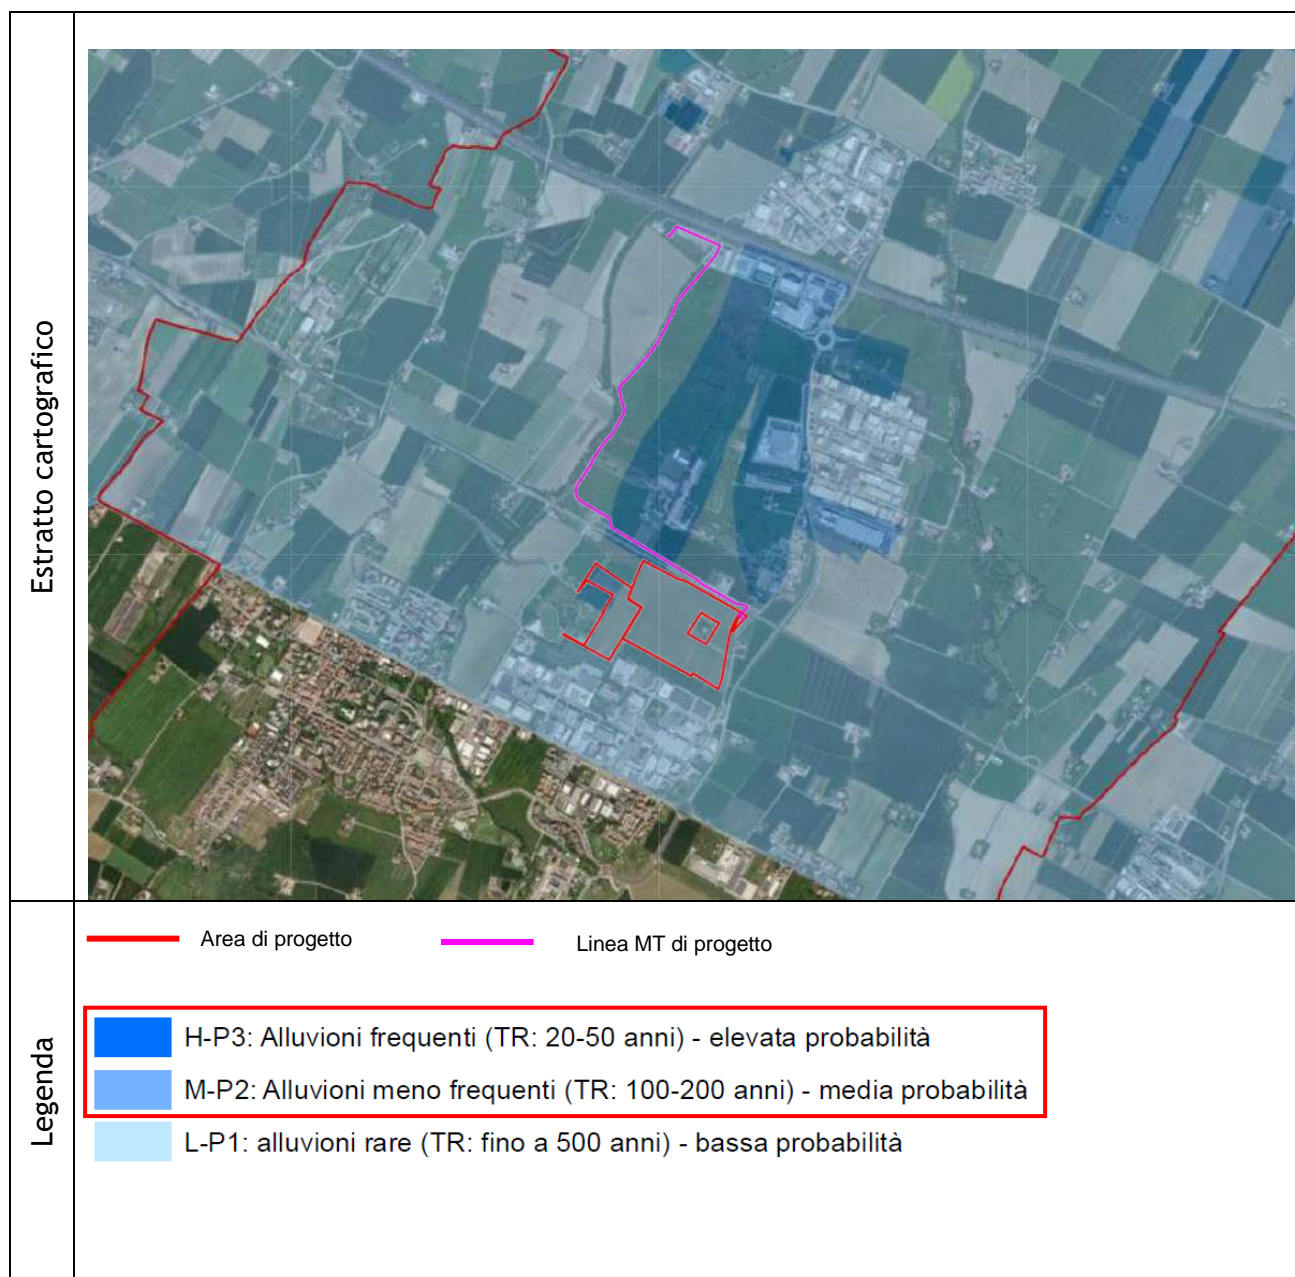 Estratto cartografico
Area di progetto
Linea MT di progetto
Legenda
H-P3: Alluvioni frequenti (TR: 20-50 anni) - elevata probabilità
M-P2: Alluvioni meno frequenti (TR: 100-200 anni) - media probabilità
L-P1: alluvioni rare (TR: fino a 500 anni) - bassa probabilità